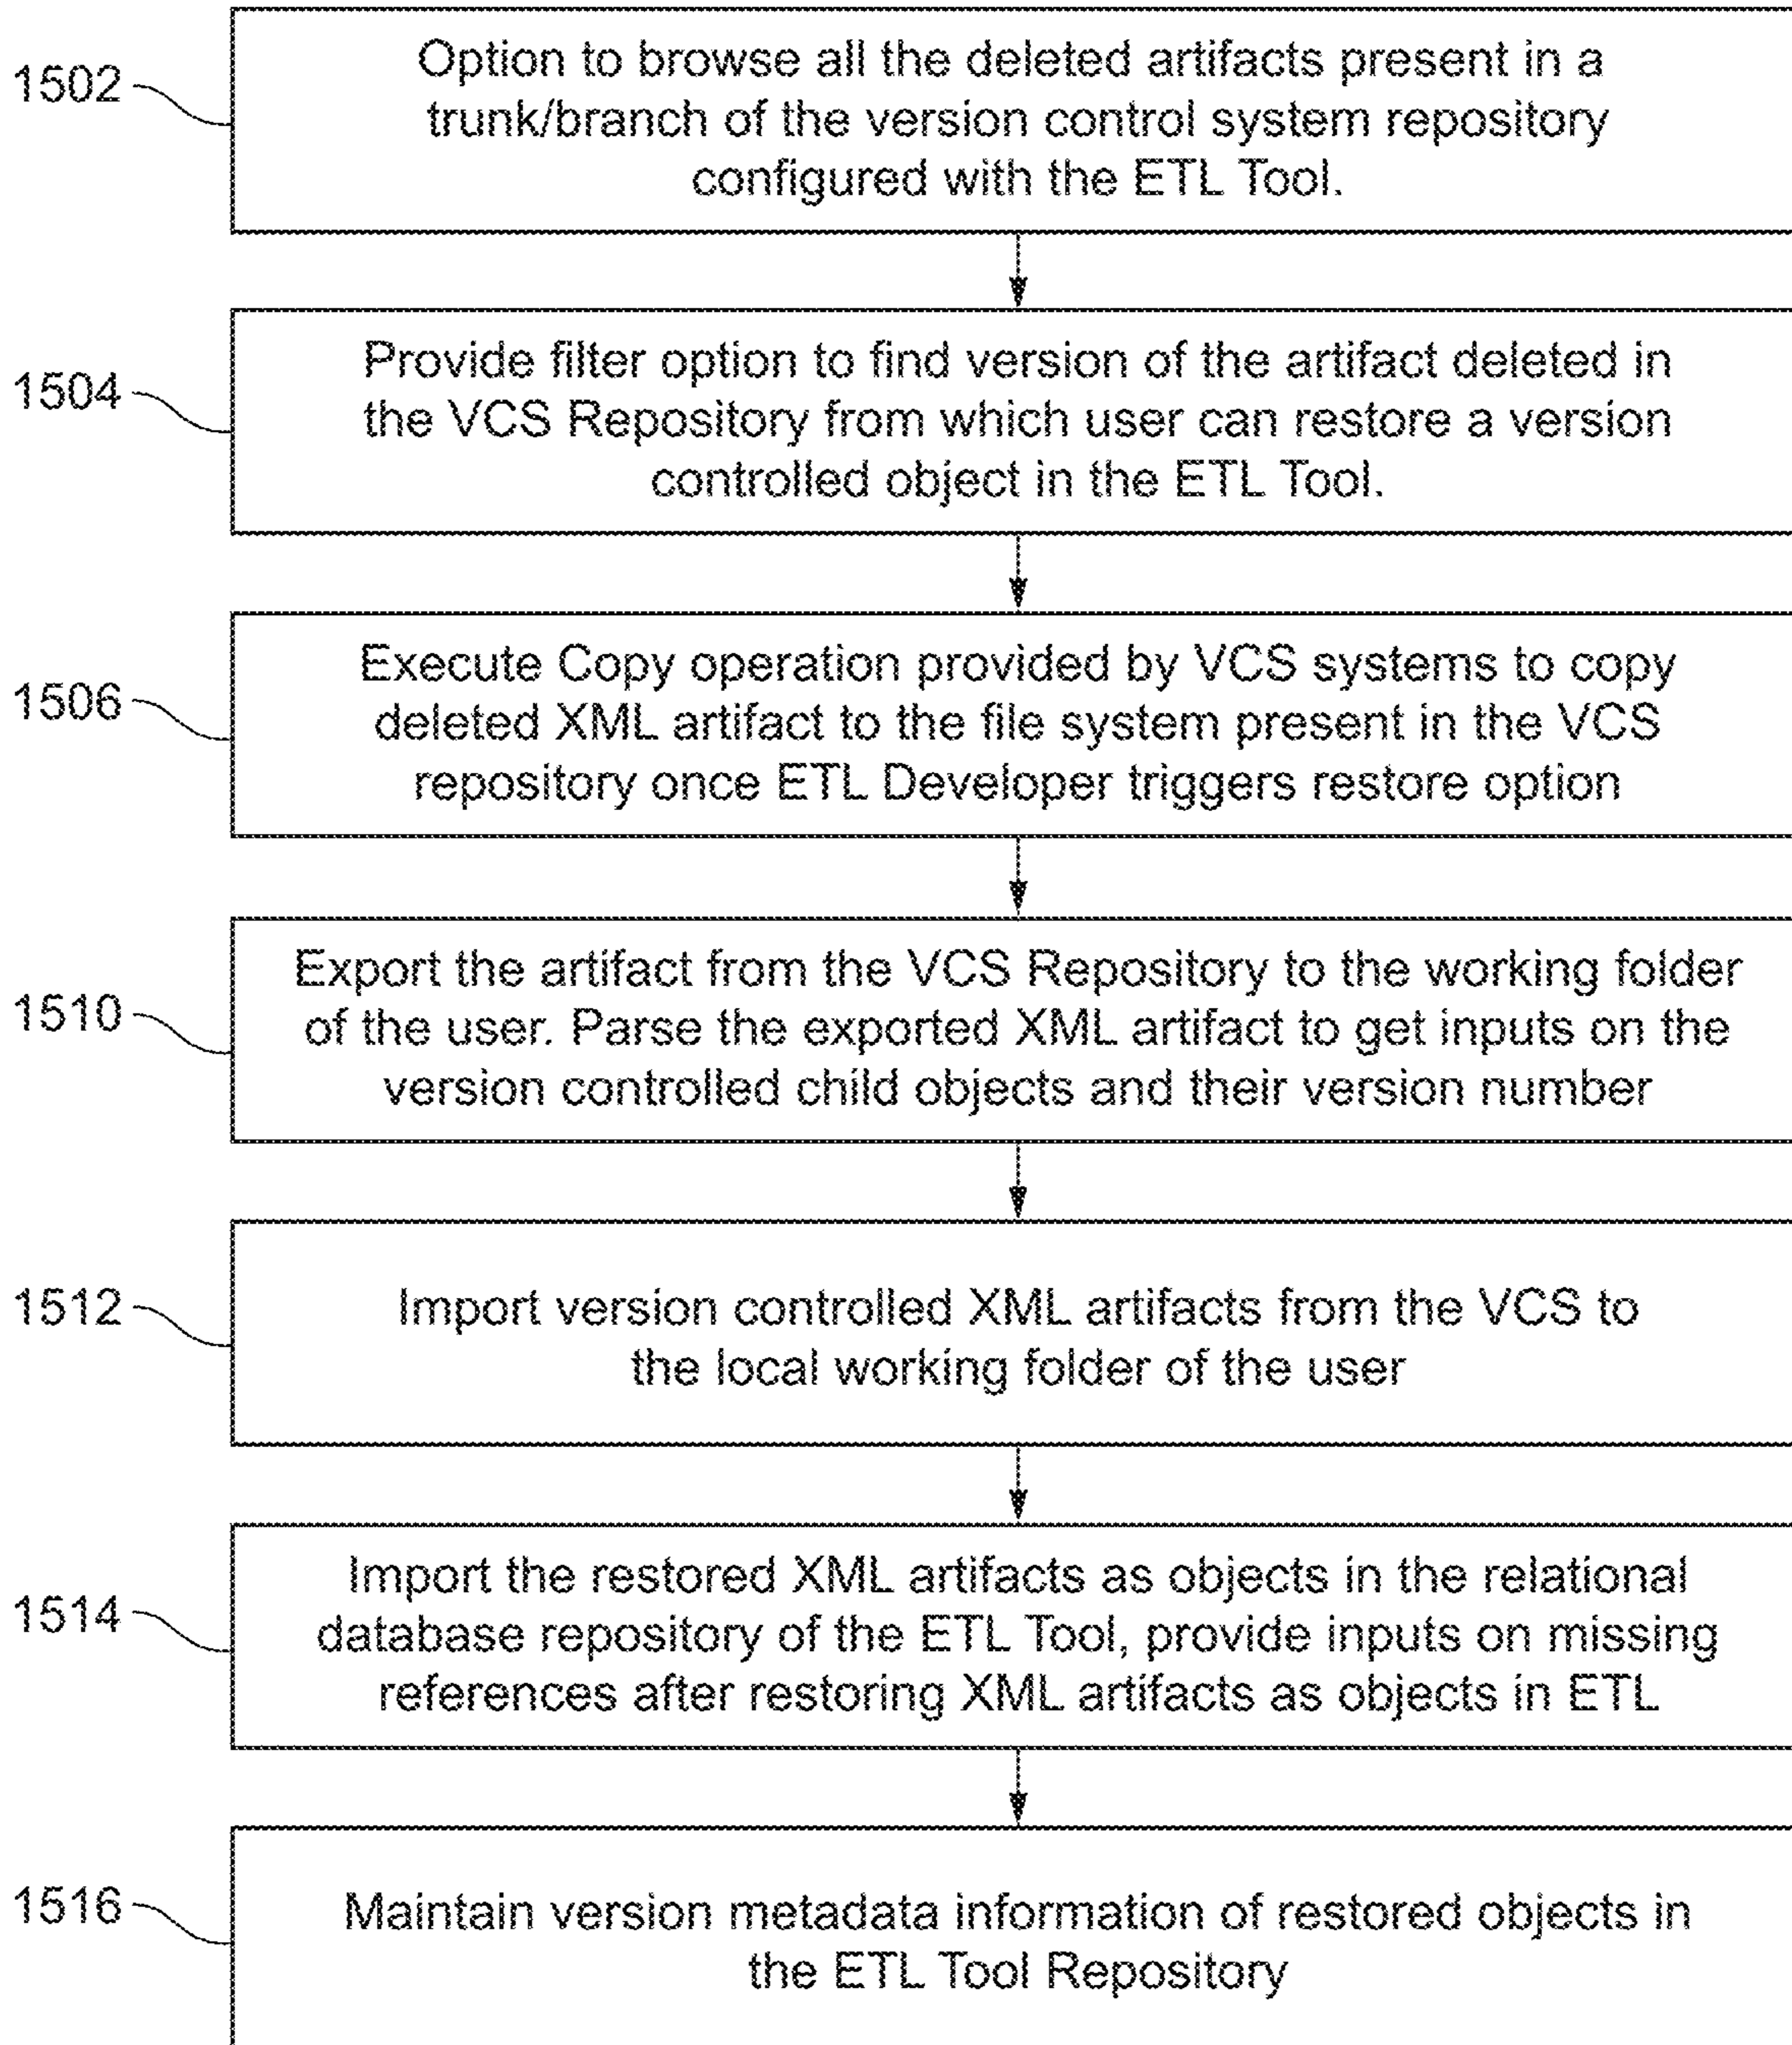 1502
Option to browse all the deleted artifacts present in a
trunk/branch of the version control system repository
configured with the ETL Tool.
1504
Provide filter option to find version of the artifact deleted in
the VCS Repository from which user can restore a version
controlled object in the ETL Tool.
1506
Execute Copy operation provided by VCS systems to copy
deleted XML artifact to the file system present in the VCS
repository once ETL Developer triggers restore option
1510
Export the artifact from the VCS Repository to the working folder
of the user. Parse the exported XML artifact to get inputs on the
version controlled child objects and their version number
1512
Import version controlled XML artifacts from the VCS to
the local working folder of the user
1514
Import the restored XML artifacts as objects in the relational
database repository of the ETL Tool, provide inputs on missing
references after restoring XML artifacts as objects in ETL
1516
Maintain version metadata information of restored objects in
the ETL Tool Repository